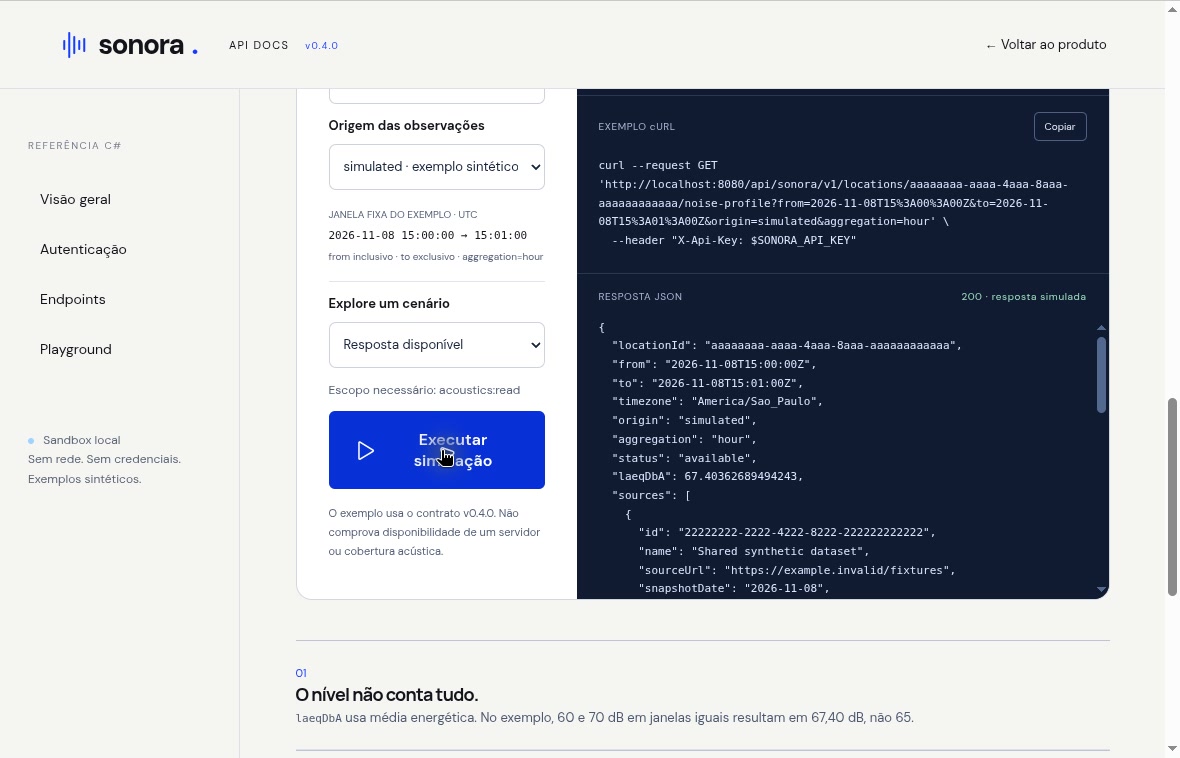 sonora .
API DOCS
v0.4.0
← Voltar ao produto
REFERÊNCIA C#
Visão geral
Autenticação
Endpoints
Playground
Sandbox local
Sem rede. Sem credenciais.
Exemplos sintéticos.
Origem das observações
simulated · exemplo sintético
JANELA FIXA DO EXEMPLO · UTC
2026-11-08 15:00:00 → 15:01:00
from inclusivo · to exclusivo · aggregation=hour
Explore um cenário
Resposta disponível
Escopo necessário: acoustics:read
Executar
simulação
O exemplo usa o contrato v0.4.0. Não
comprova disponibilidade de um servidor
ou cobertura acústica.
EXEMPLO cURL
Copiar
curl --request GET
'http://localhost:8080/api/sonora/v1/locations/aaaaaaaa-aaaa-4aaa-8aaa-
aaaaaaaaaaaa/noise-profile?from=2026-11-08T15%3A00%3A00Z&to=2026-11-
08T15%3A01%3A00Z&origin=simulated&aggregation=hour' \
--header "X-Api-Key: $SONORA_API_KEY"
RESPOSTA JSON
200 · resposta simulada
{
"locationId": "aaaaaaaa-aaaa-4aaa-8aaa-aaaaaaaaaaaa",
"from": "2026-11-08T15:00:00Z",
"to": "2026-11-08T15:01:00Z",
"timezone": "America/Sao_Paulo",
"origin": "simulated",
"aggregation": "hour",
"status": "available",
"laeqDbA": 67.40362689494243,
"sources": [
{
"id": "22222222-2222-4222-8222-222222222222",
"name": "Shared synthetic dataset",
"sourceUrl": "https://example.invalid/fixtures",
"snapshotDate": "2026-11-08",
01
O nível não conta tudo.
laeqDbA usa média energética. No exemplo, 60 e 70 dB em janelas iguais resultam em 67,40 dB, não 65.